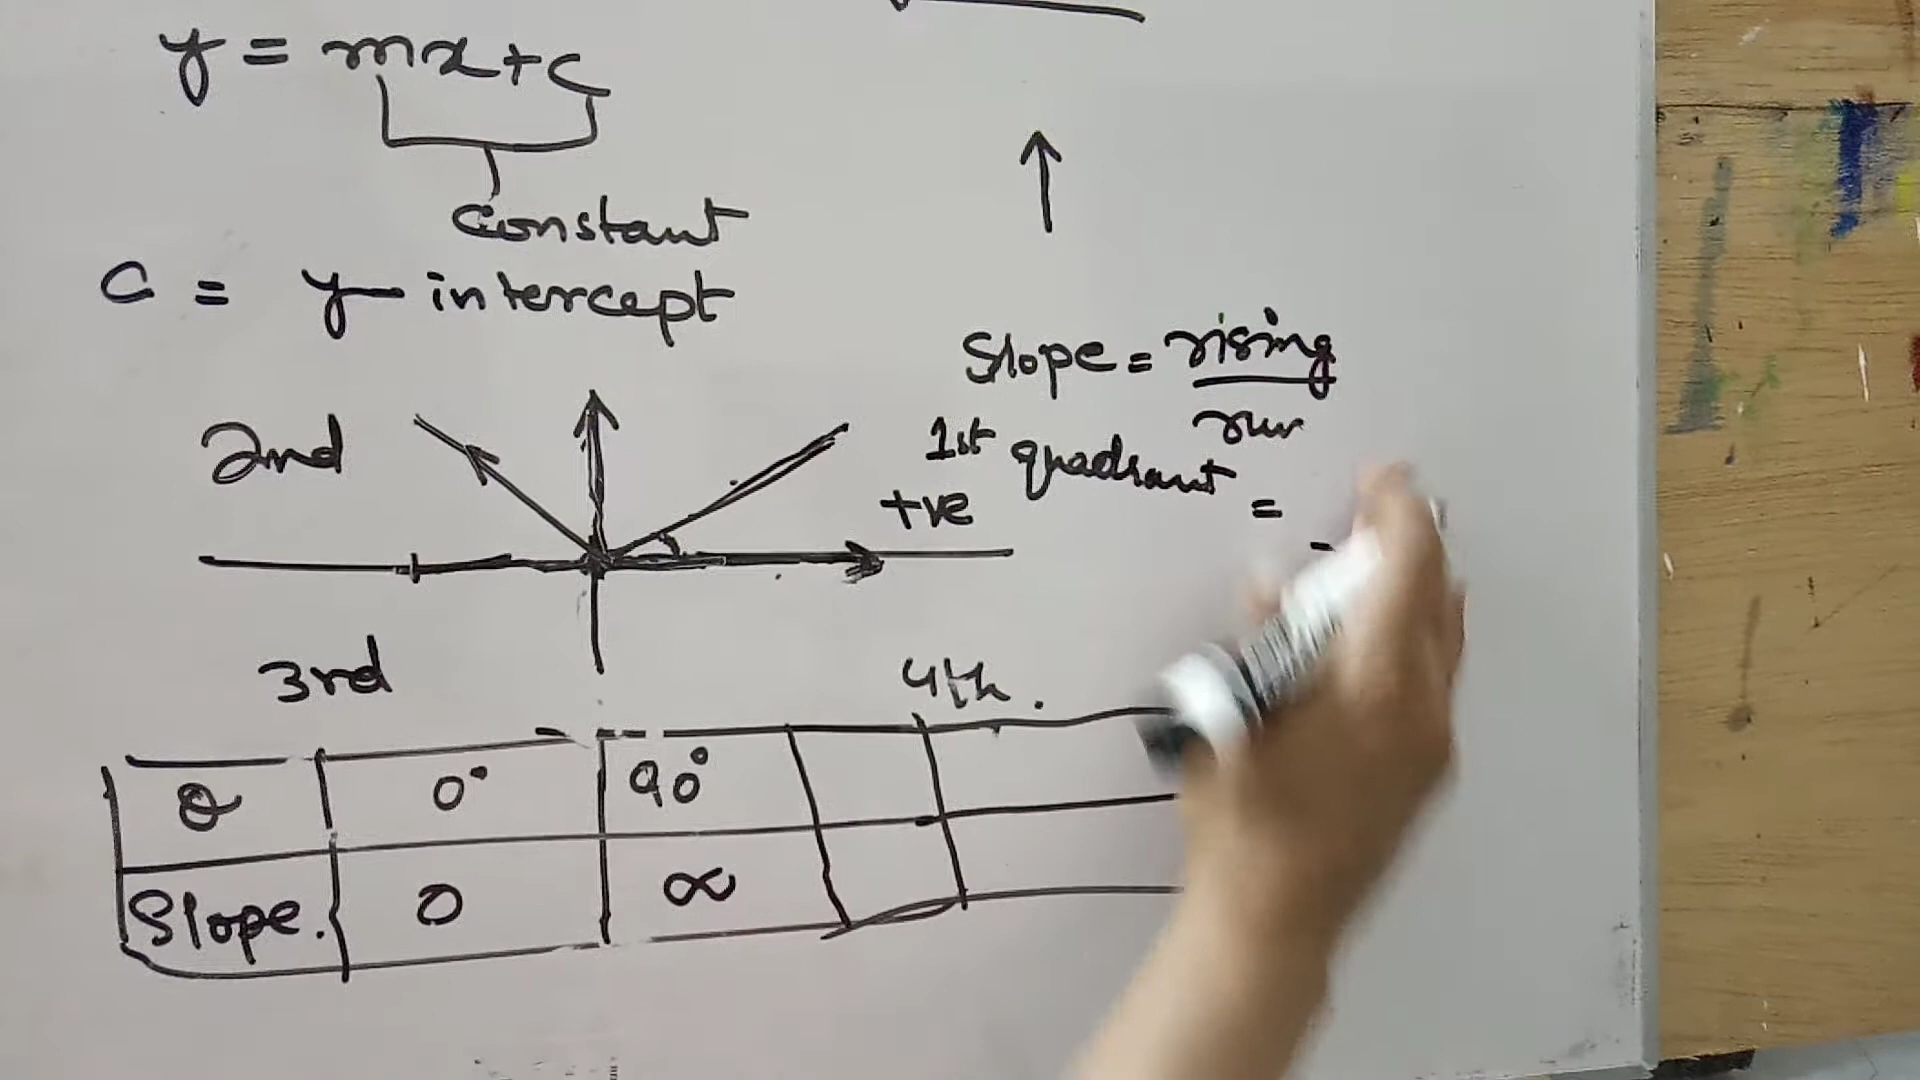 y = mx+c
constant
c = y-intercept
Slope = rising
run
2nd
1st quadrant =
+ve
3rd
4th.
θ 0° 90°
Slope. 0 ∝